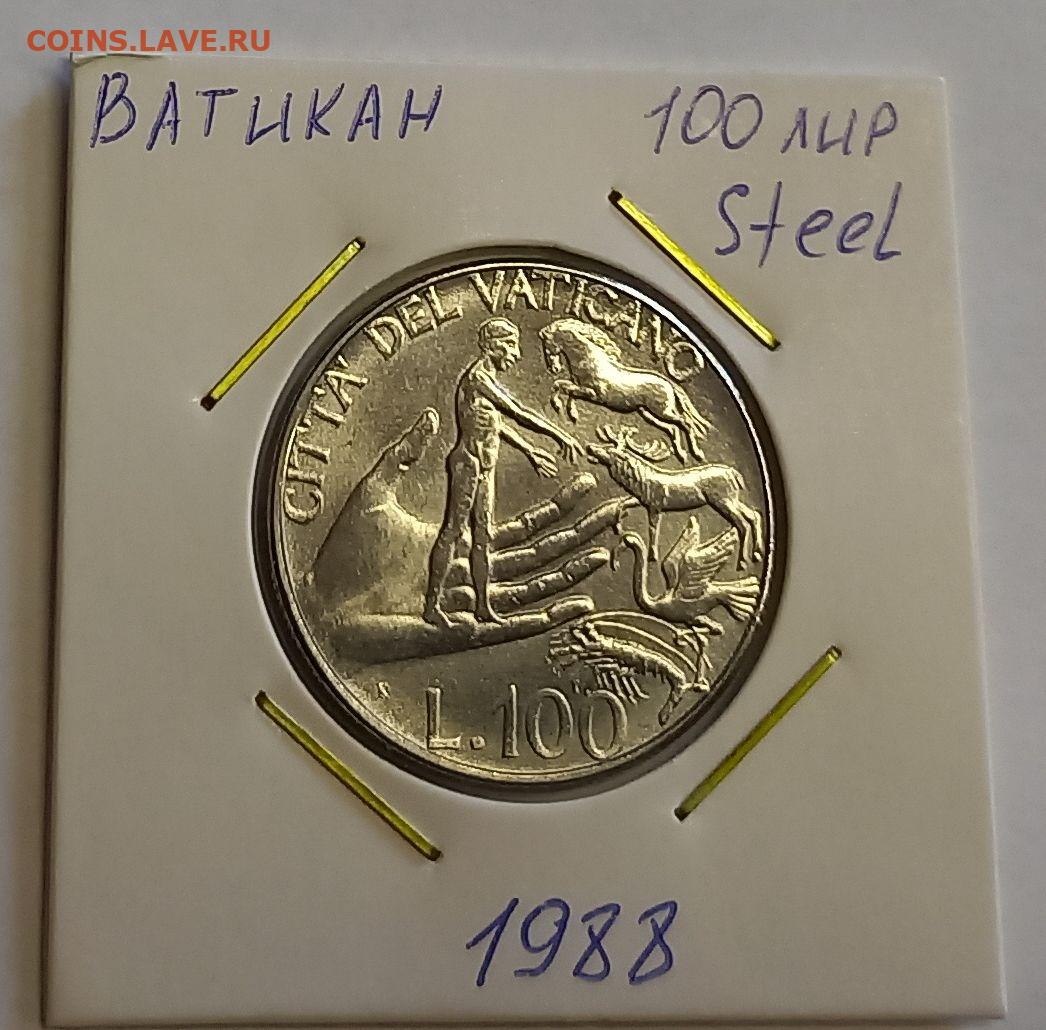 COINS.LAVE.RU
ВАТИКАН
100 лир
Steel
CITTA' DEL VATICANO
R
L. 100
1988